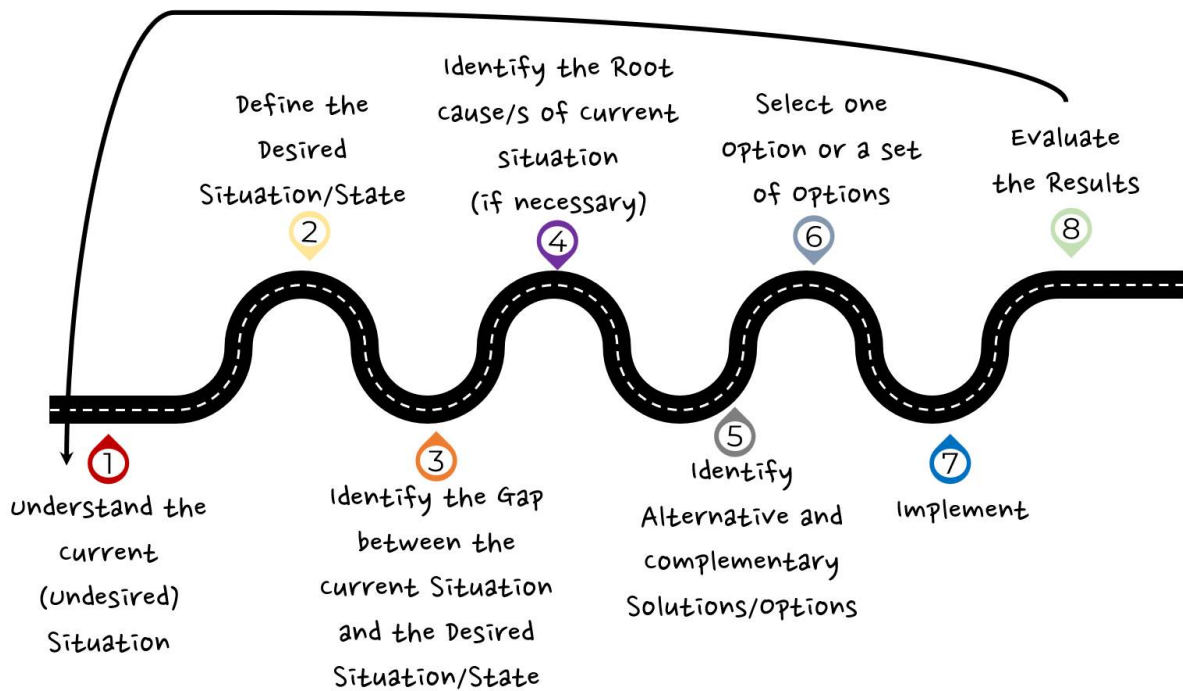 1
Understand the
Current
(Undesired)
Situation
2
Define the
Desired
Situation/State
3
Identify the Gap
between the
Current Situation
and the Desired
Situation/State
4
Identify the Root
Cause/s of Current
Situation
(if necessary)
5
Identify
Alternative and
Complementary
Solutions/Options
6
Select one
Option or a set
of Options
7
Implement
8
Evaluate
the Results